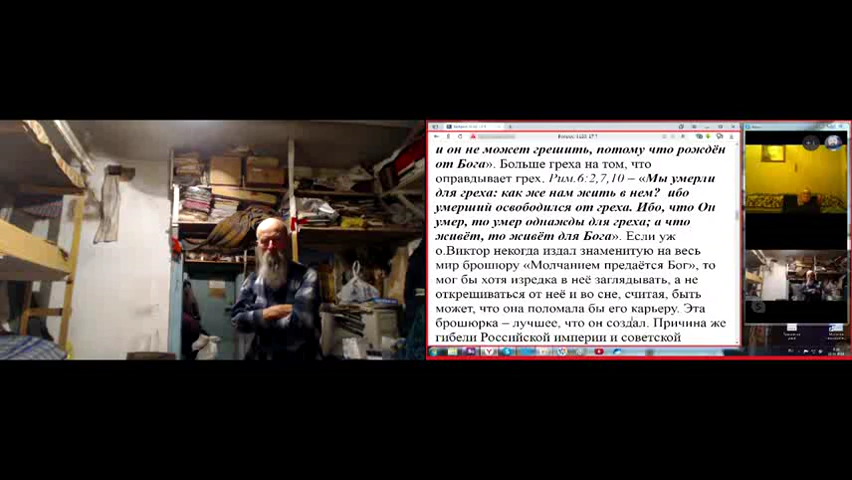 и он не может грешить, потому что рождён
от Бога». Больше греха на том, что
оправдывает грех. Рим.6:2,7,10 – «Мы умерли
для греха: как же нам жить в нем? ибо
умерший освободился от греха. Ибо, что Он
умер, то умер однажды для греха; а что
живёт, то живёт для Бога». Если уж
о.Виктор некогда издал знаменитую на весь
мир брошюру «Молчанием предаётся Бог», то
мог бы хотя изредка в неё заглядывать, а не
открещиваться от неё и во сне, считая, быть
может, что она поломала бы его карьеру. Эта
брошюрка – лучшее, что он создал. Причина же
гибели Российской империи и советской